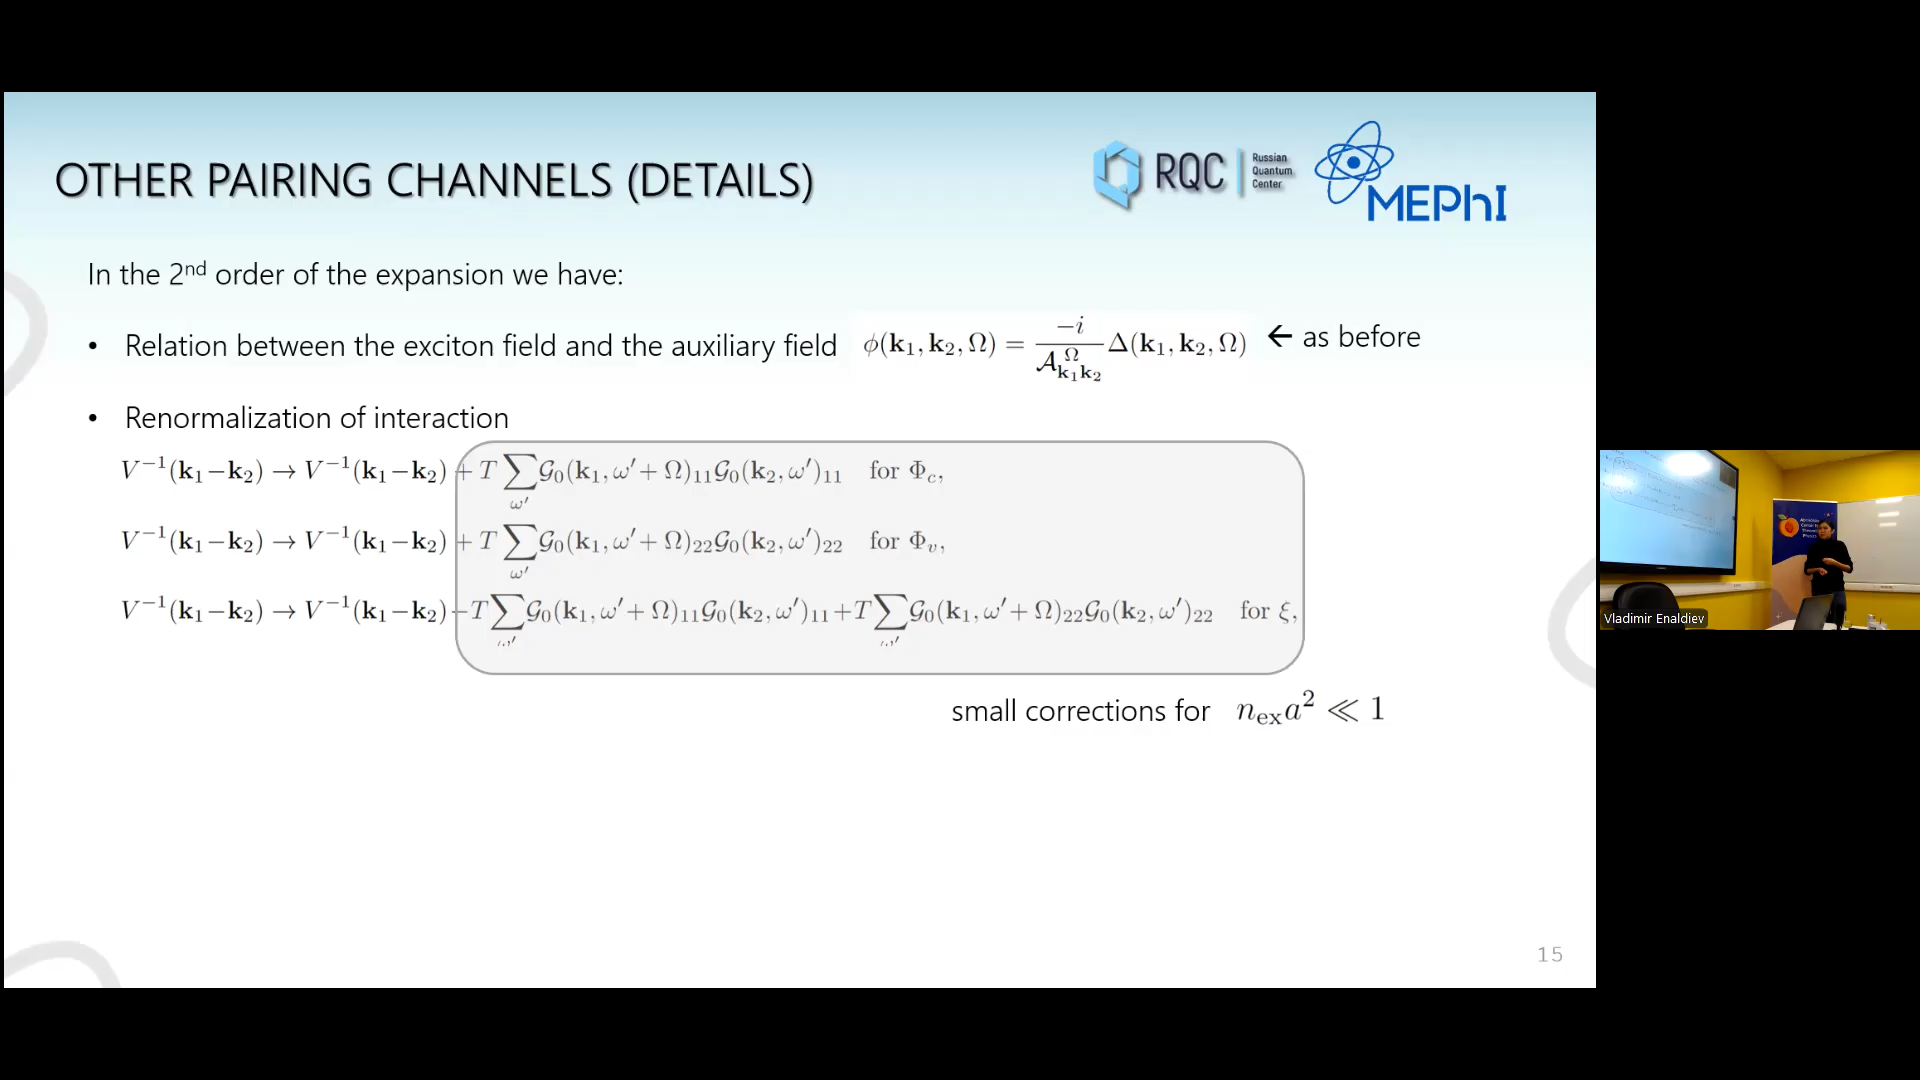 OTHER PAIRING CHANNELS (DETAILS)
RQC Russian Quantum Center
MEPhI
In the 2nd order of the expansion we have:
• Relation between the exciton field and the auxiliary field ϕ(k₁, k₂, Ω) = −i / 𝒜^Ω_{k₁k₂} Δ(k₁, k₂, Ω) ← as before
• Renormalization of interaction
V⁻¹(k₁−k₂) → V⁻¹(k₁−k₂) + T ∑_{ω′} 𝒢₀(k₁, ω′ + Ω)₁₁𝒢₀(k₂, ω′)₁₁ for Φ_c,
V⁻¹(k₁−k₂) → V⁻¹(k₁−k₂) + T ∑_{ω′} 𝒢₀(k₁, ω′ + Ω)₂₂𝒢₀(k₂, ω′)₂₂ for Φ_v,
V⁻¹(k₁−k₂) → V⁻¹(k₁−k₂) + T ∑_{ω′} 𝒢₀(k₁, ω′ + Ω)₁₁𝒢₀(k₂, ω′)₁₁ + T ∑_{ω′} 𝒢₀(k₁, ω′ + Ω)₂₂𝒢₀(k₂, ω′)₂₂ for ξ,
small corrections for n_ex a² ≪ 1
15
Vladimir Enaldiev